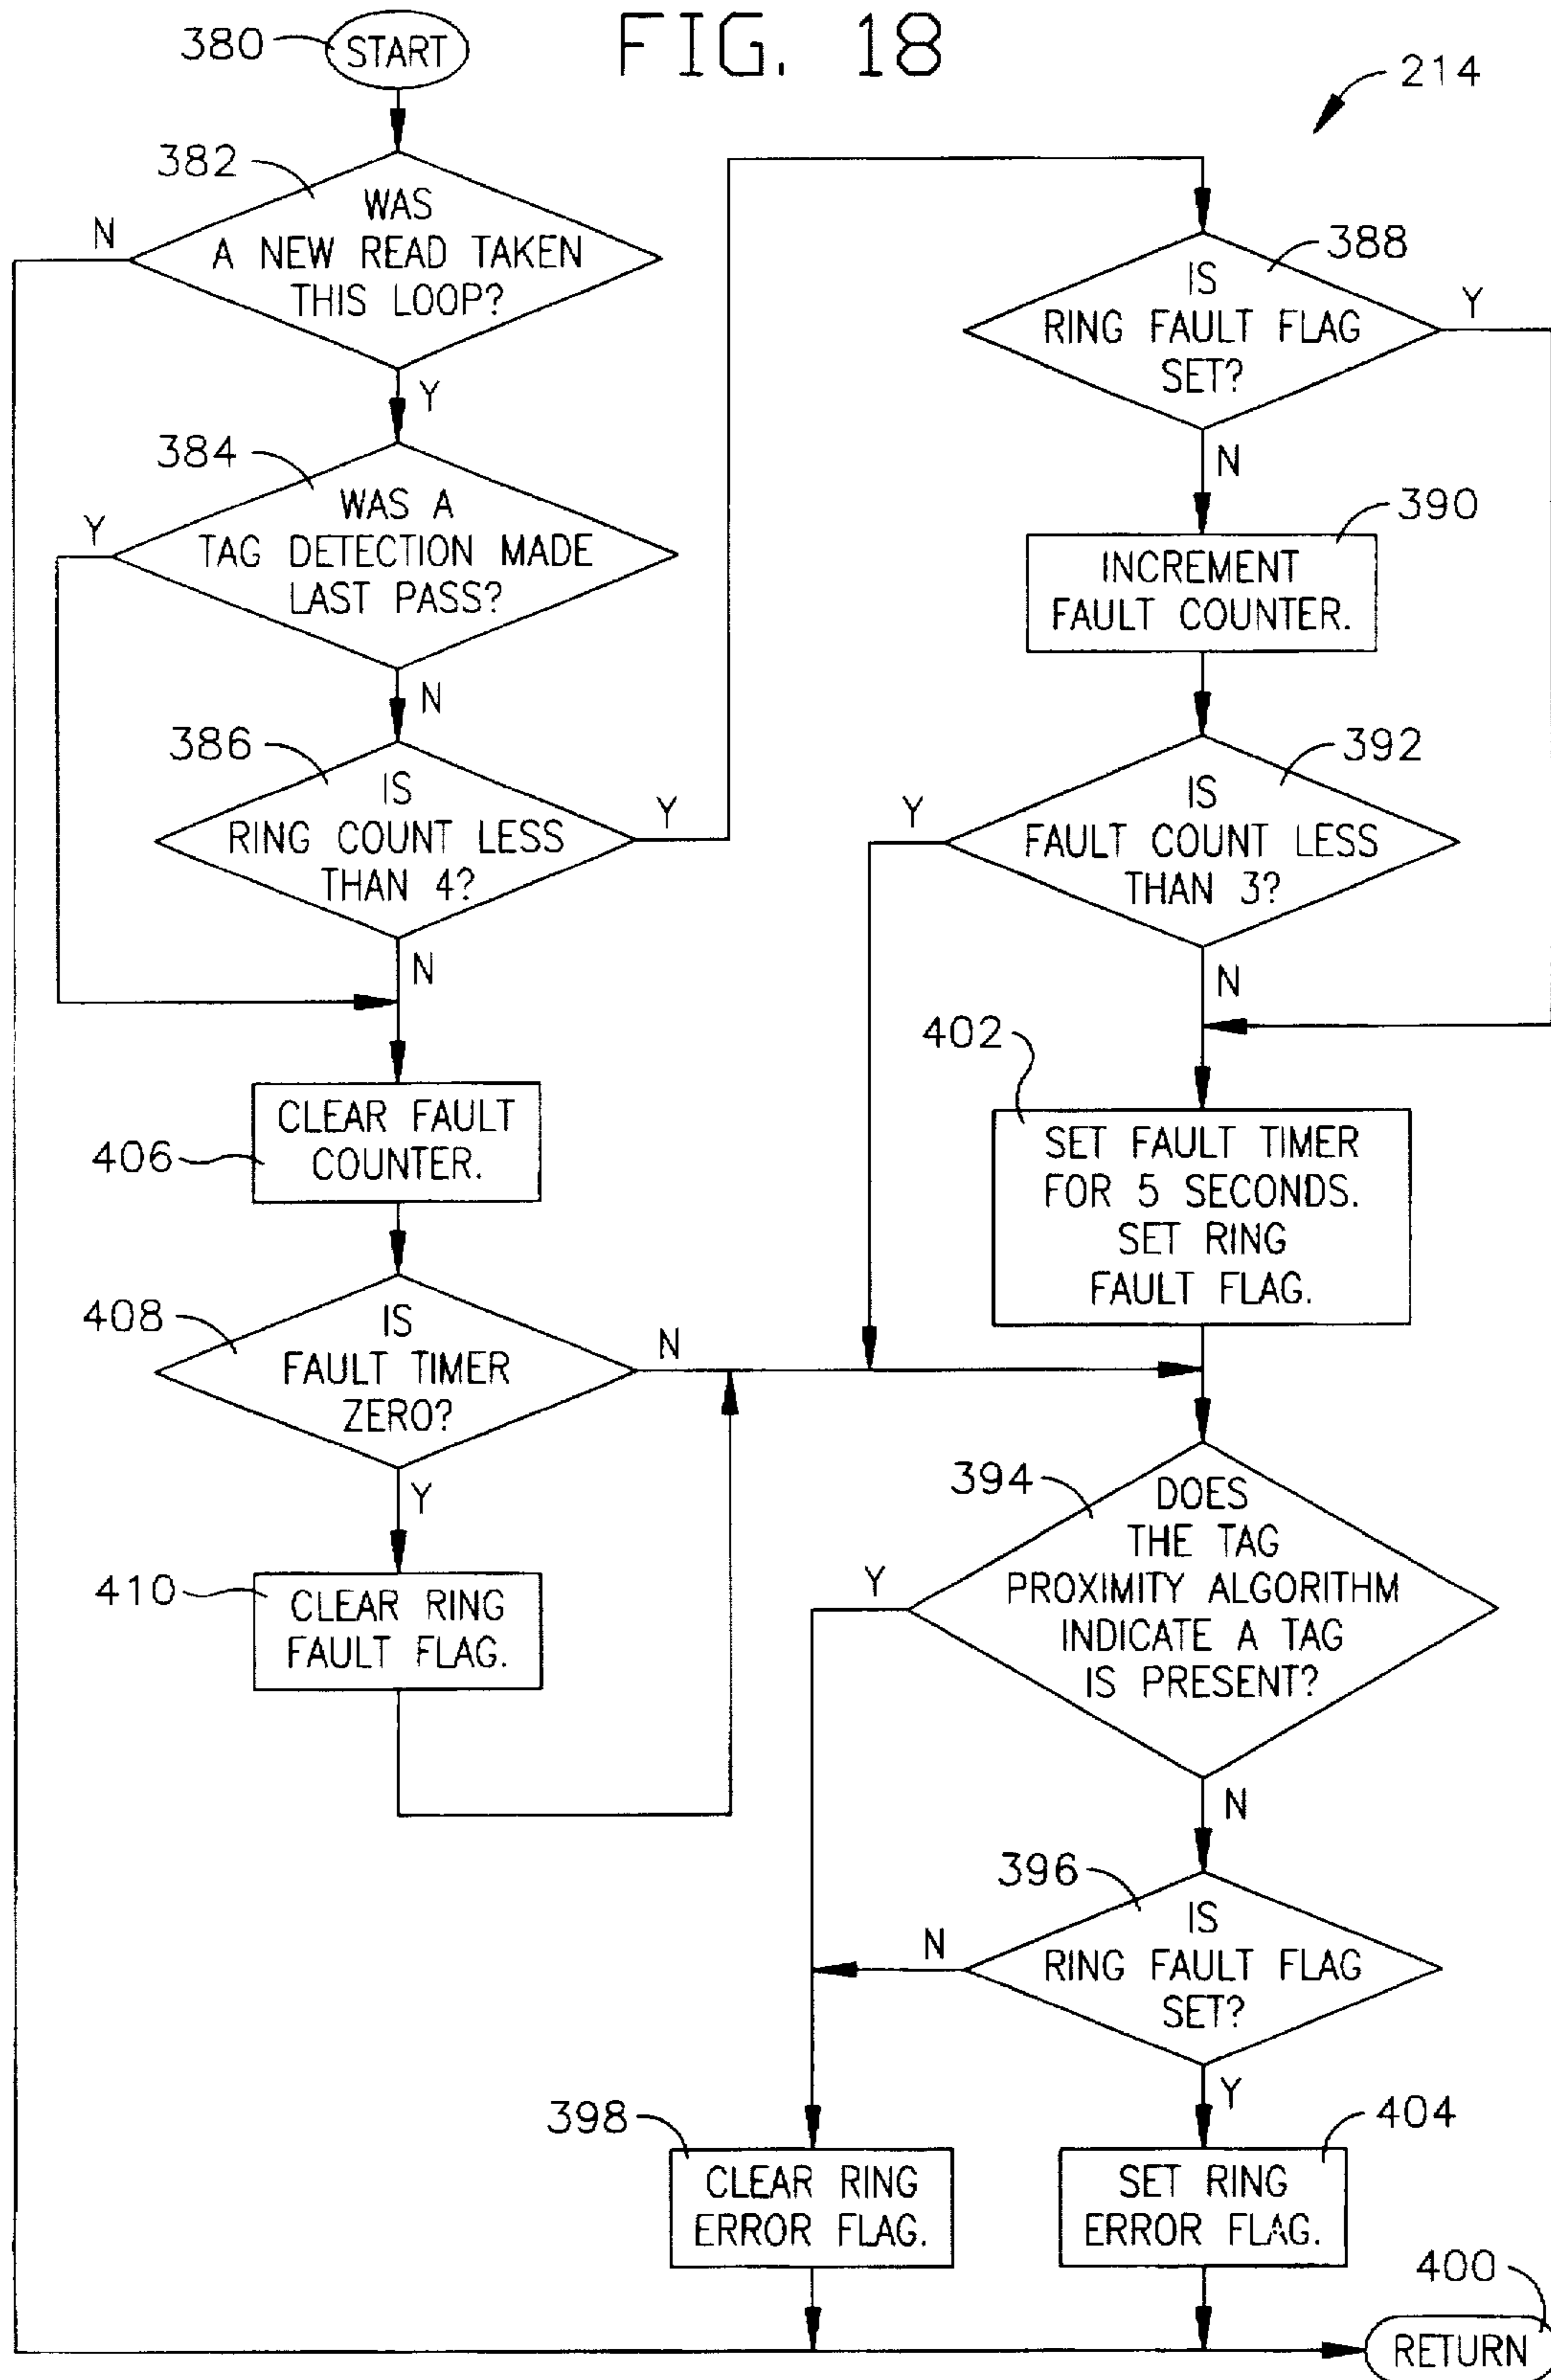 FIG. 18
380
START
214
382
WAS
A NEW READ TAKEN
THIS LOOP?
N
Y
384
WAS A
TAG DETECTION MADE
LAST PASS?
Y
N
386
IS
RING COUNT LESS
THAN 4?
Y
N
406
CLEAR FAULT
COUNTER.
408
IS
FAULT TIMER
ZERO?
N
Y
410
CLEAR RING
FAULT FLAG.
388
IS
RING FAULT FLAG
SET?
Y
N
390
INCREMENT
FAULT COUNTER.
392
IS
FAULT COUNT LESS
THAN 3?
Y
N
402
SET FAULT TIMER
FOR 5 SECONDS.
SET RING
FAULT FLAG.
394
DOES
THE TAG
PROXIMITY ALGORITHM
INDICATE A TAG
IS PRESENT?
Y
N
396
IS
RING FAULT FLAG
SET?
N
Y
398
CLEAR RING
ERROR FLAG.
404
SET RING
ERROR FLAG.
400
RETURN